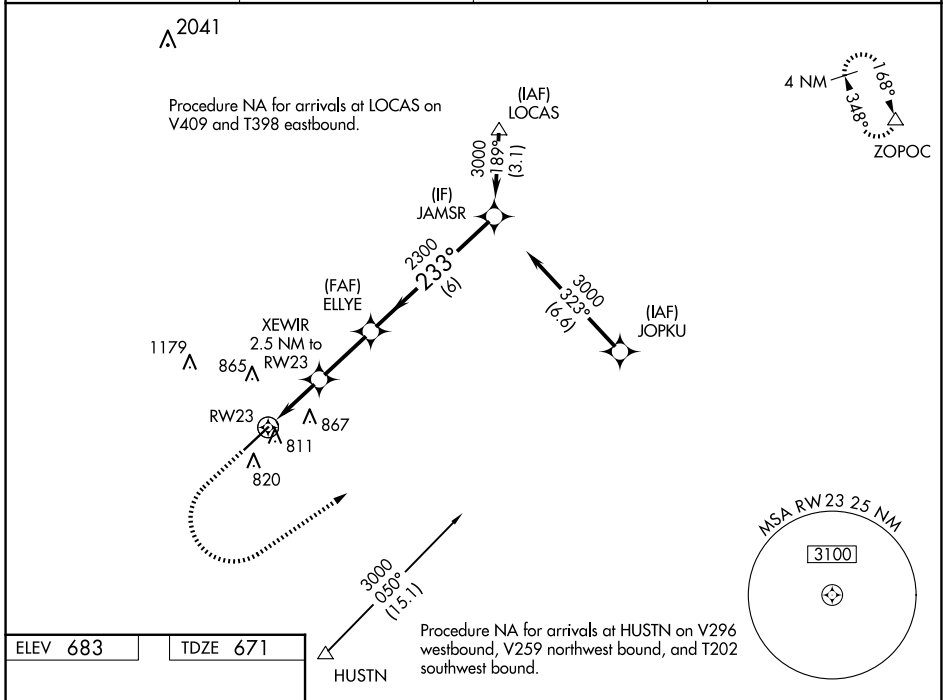 2041
Procedure NA for arrivals at LOCAS on
V409 and T398 eastbound.
(IAF)
LOCAS
3000
189°
(3.1)
4 NM
168°
348°
ZOPOC
(IF)
JAMSR
2300
233°
(6)
(FAF)
ELLYE
3000
323°
(6.6)
(IAF)
JOPKU
XEWIR
2.5 NM to
RW23
1179
865
RW23
867
811
820
MSA RW23 25 NM
3100
3000
050°
(15.1)
HUSTN
Procedure NA for arrivals at HUSTN on V296
westbound, V259 northwest bound, and T202
southwest bound.
ELEV 683
TDZE 671